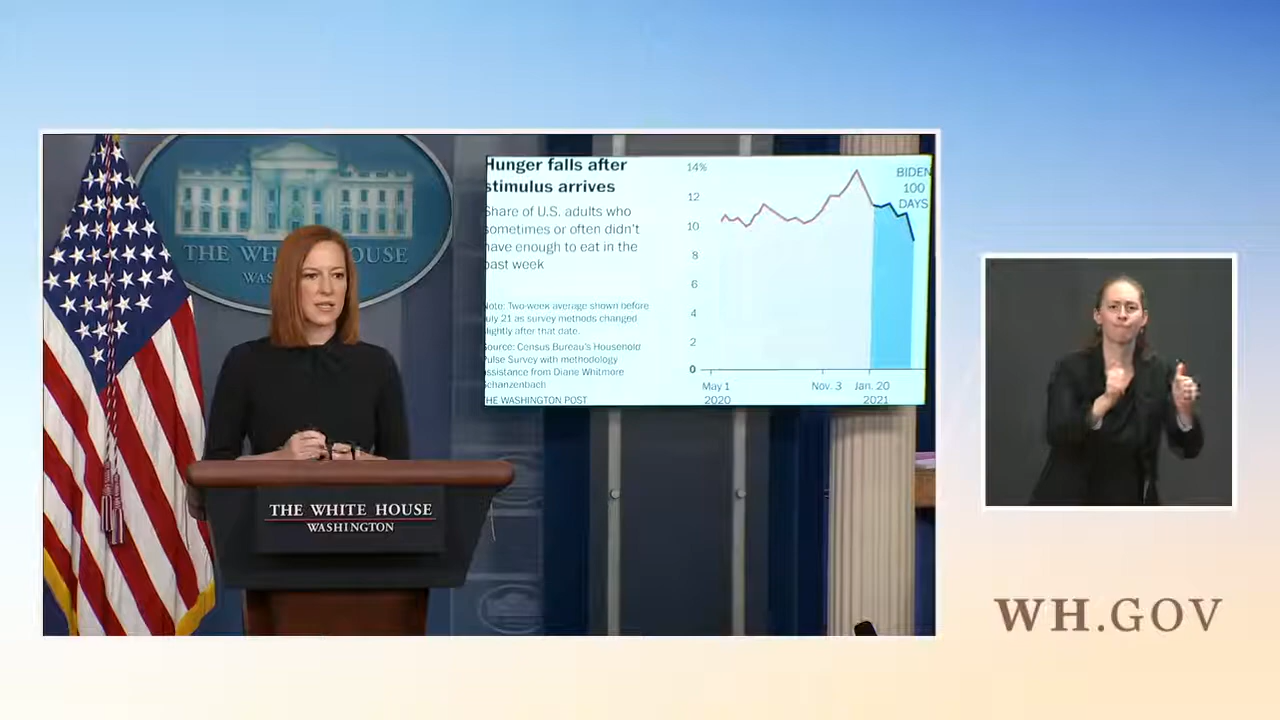 THE WHITE HOUSE
WAS
Hunger falls after
stimulus arrives
Share of U.S. adults who
sometimes or often didn't
have enough to eat in the
past week
Note: Two-week average shown before
July 21 as survey methods changed
slightly after that date.
Source: Census Bureau's Household
Pulse Survey with methodology
assistance from Diane Whitmore
Schanzenbach
THE WASHINGTON POST
14%
12
10
8
6
4
2
0
BIDEN
100
DAYS
May 1
2020
Nov. 3
Jan. 20
2021
THE WHITE HOUSE
WASHINGTON
WH.GOV